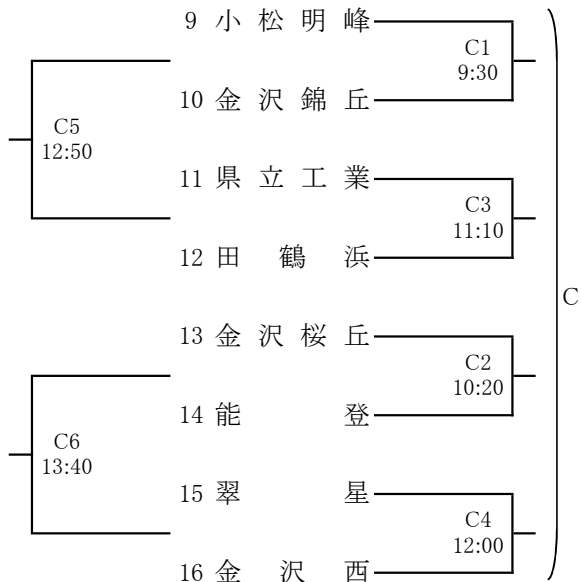 9 小松明峰
C1
9:30
10 金沢錦丘
C5
12:50
11 県立工業
C3
11:10
12 田鶴浜
C
13 金沢桜丘
C2
10:20
14 能登
C6
13:40
15 翠星
C4
12:00
16 金沢西